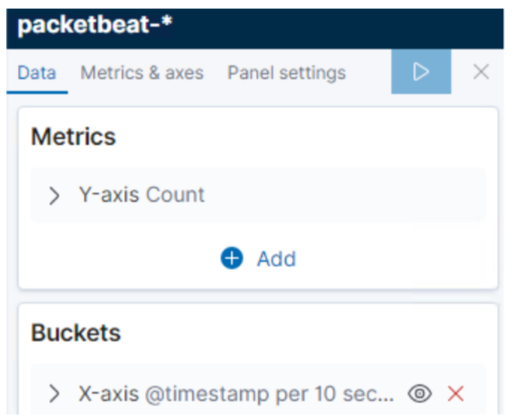 packetbeat-*
Data Metrics & axes Panel settings
Metrics
Y-axis Count
Add
Buckets
X-axis @timestamp per 10 sec...